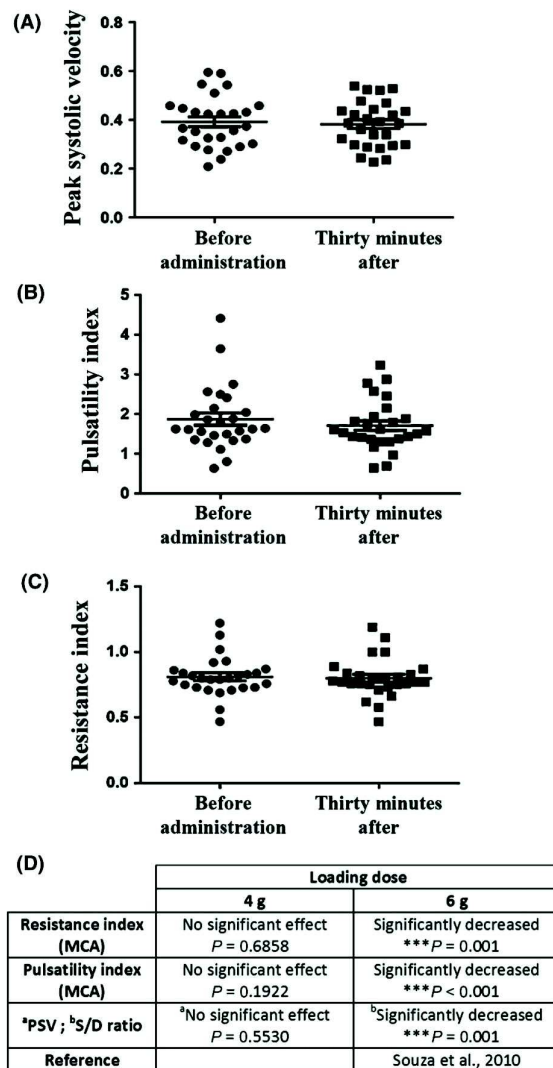 (A)
Peak systolic velocity
0.8
0.6
0.4
0.2
0.0
Before
administration
Thirty minutes
after
(B)
Pulsatility index
5
4
3
2
1
0
Before
administration
Thirty minutes
after
(C)
Resistance index
1.5
1.0
0.5
0.0
Before
administration
Thirty minutes
after
(D)
Loading dose
4 g 6 g
Resistance index
(MCA)
No significant effect
P = 0.6858
Significantly decreased
***P = 0.001
Pulsatility index
(MCA)
No significant effect
P = 0.1922
Significantly decreased
***P < 0.001
ᵃPSV ; ᵇS/D ratio
ᵃNo significant effect
P = 0.5530
ᵇSignificantly decreased
***P = 0.001
Reference
Souza et al., 2010